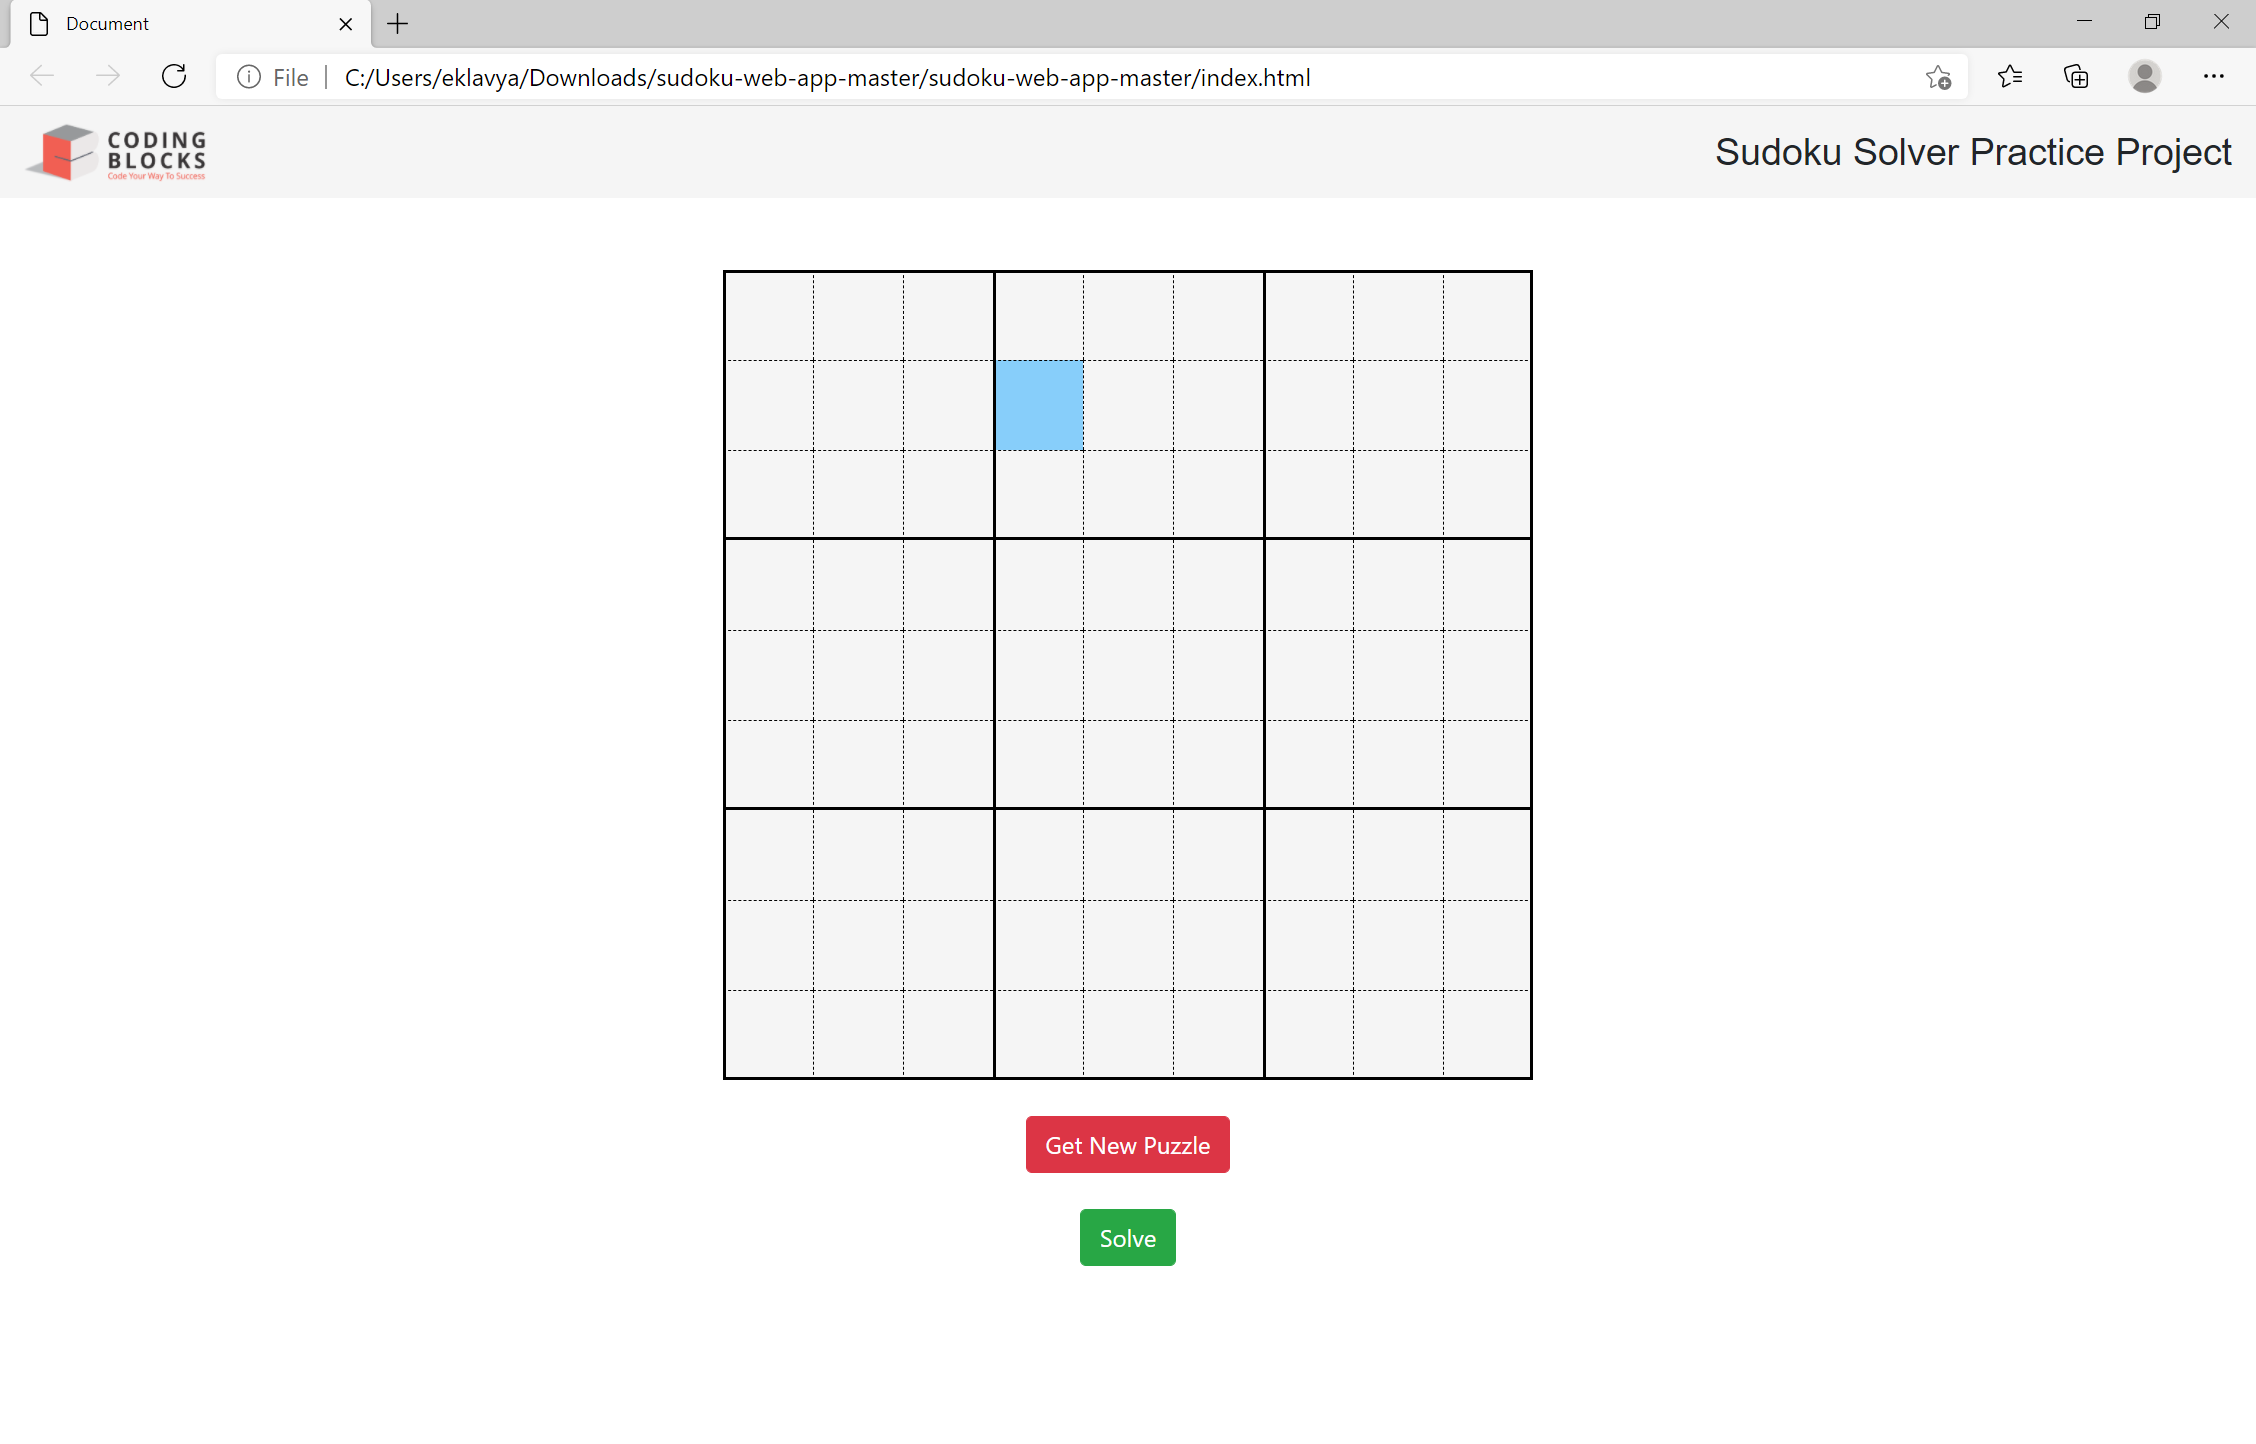 Document
File
C:/Users/eklavya/Downloads/sudoku-web-app-master/sudoku-web-app-master/index.html
CODING
BLOCKS
Code Your Way To Success
Sudoku Solver Practice Project
Get New Puzzle
Solve